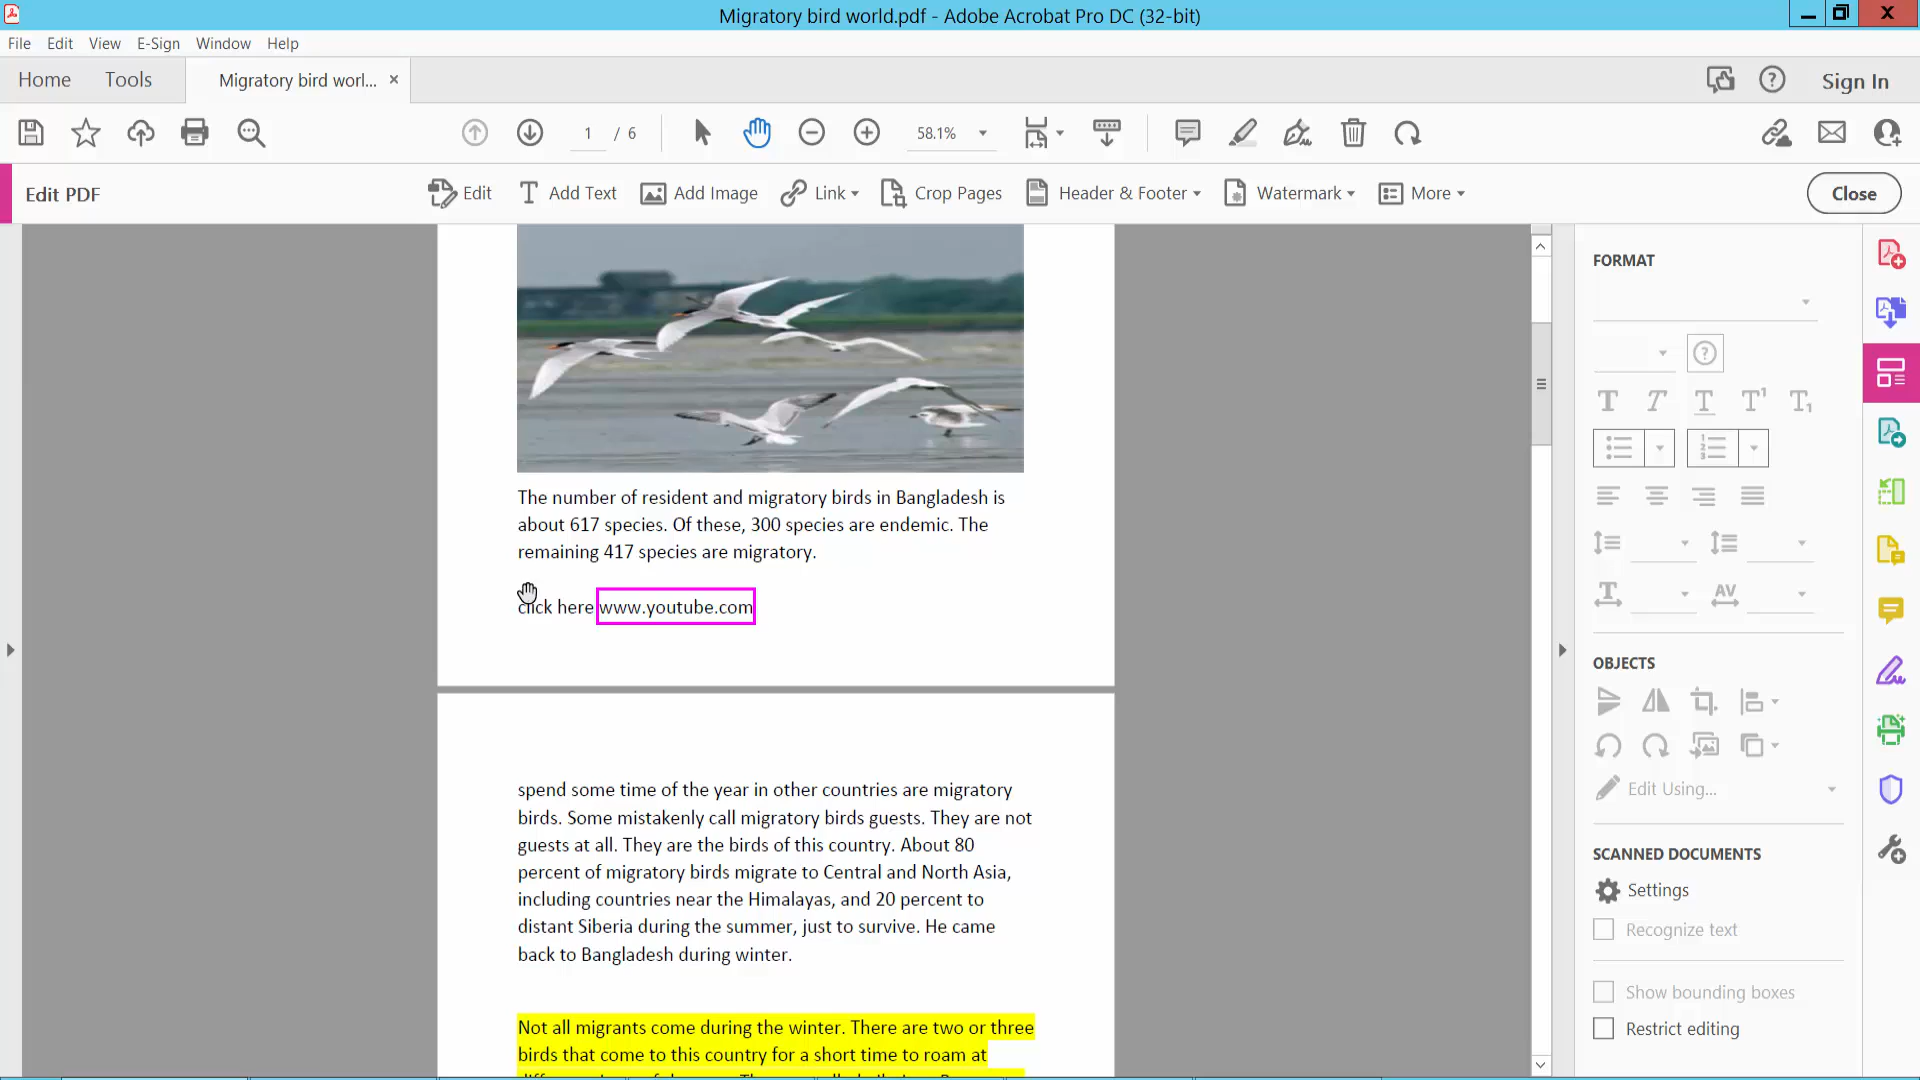 Migratory bird world.pdf - Adobe Acrobat Pro DC (32-bit)
File Edit View E-Sign Window Help
Home Tools Migratory bird worl... × Sign In
1 / 6 58.1%
Edit PDF Edit Add Text Add Image Link Crop Pages Header & Footer Watermark More Close
The number of resident and migratory birds in Bangladesh is
about 617 species. Of these, 300 species are endemic. The
remaining 417 species are migratory.
click here www.youtube.com
spend some time of the year in other countries are migratory
birds. Some mistakenly call migratory birds guests. They are not
guests at all. They are the birds of this country. About 80
percent of migratory birds migrate to Central and North Asia,
including countries near the Himalayas, and 20 percent to
distant Siberia during the summer, just to survive. He came
back to Bangladesh during winter.
Not all migrants come during the winter. There are two or three
birds that come to this country for a short time to roam at
FORMAT
OBJECTS
Edit Using...
SCANNED DOCUMENTS
Settings
Recognize text
Show bounding boxes
Restrict editing